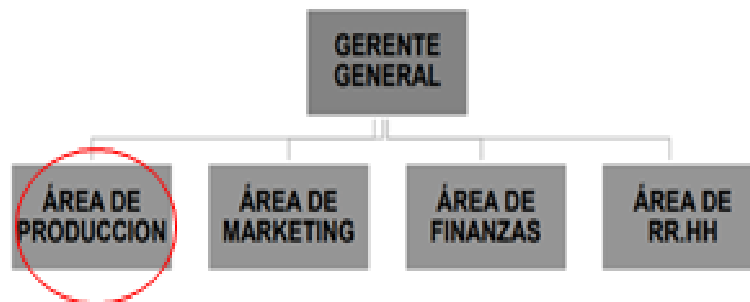 GERENTE
GENERAL
ÁREA DE
PRODUCCION
ÁREA DE
MARKETING
ÁREA DE
FINANZAS
ÁREA DE
RR.HH